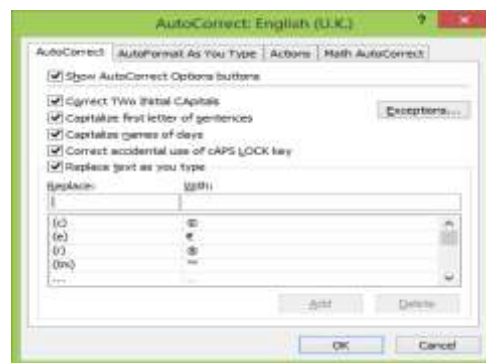 AutoCorrect: English (U.K.)
? ×
AutoCorrect AutoFormat As You Type Actions Math AutoCorrect
Show AutoCorrect Options buttons
Correct TWo INitial CApitals
Exceptions...
Capitalize first letter of sentences
Capitalize names of days
Correct accidental use of cAPS LOCK key
Replace text as you type
Replace: With:
(c) ©
(e) €
(r) ®
(tm) ™
... …
Add Delete
OK Cancel